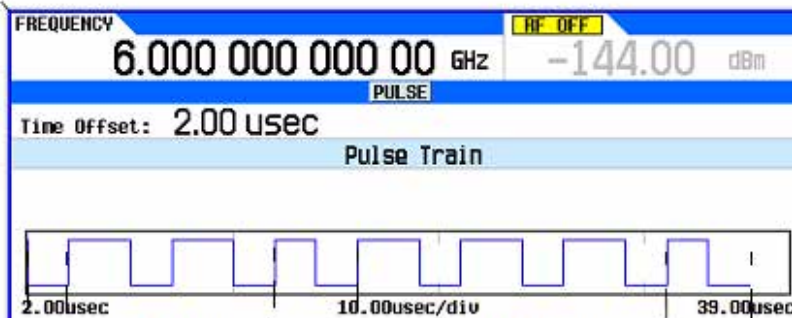 FREQUENCY RF OFF
6.000 000 000 00 GHz -144.00 dBm
PULSE
Time Offset: 2.00 usec
Pulse Train
2.00usec 10.00usec/div 39.00usec